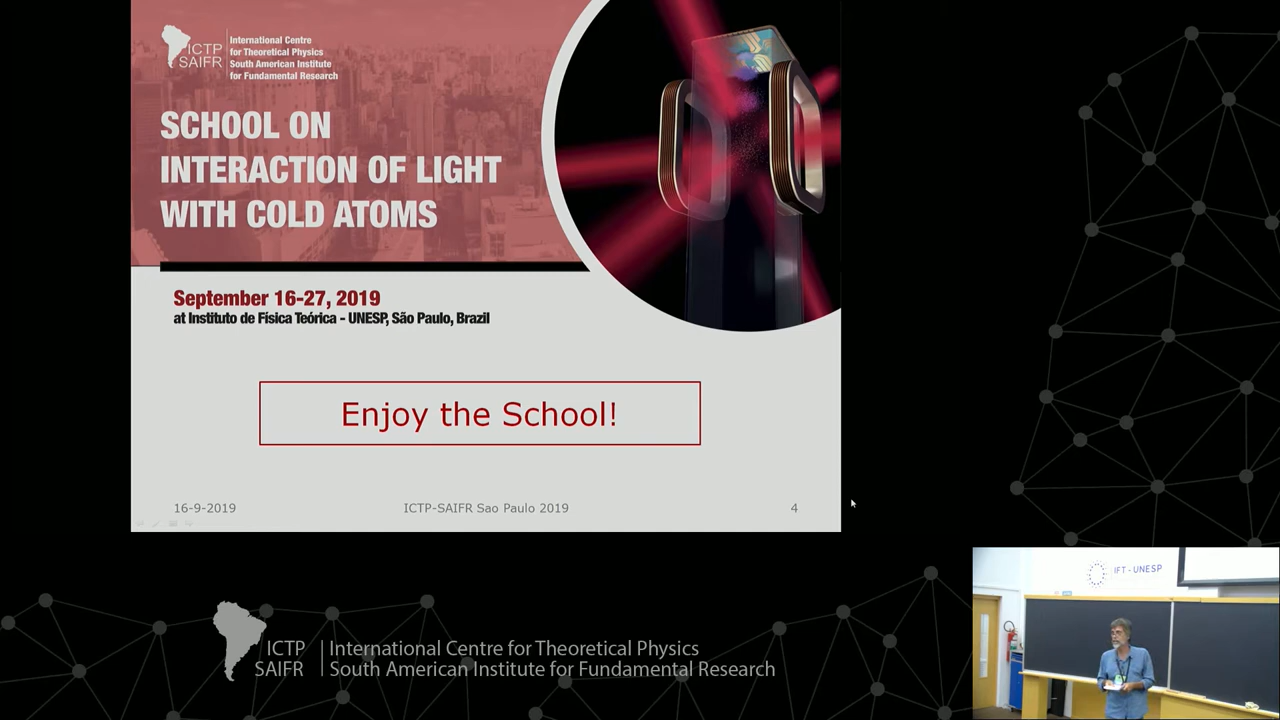 ICTP
SAIFR
International Centre
for Theoretical Physics
South American Institute
for Fundamental Research
SCHOOL ON
INTERACTION OF LIGHT
WITH COLD ATOMS
September 16-27, 2019
at Instituto de Física Teórica - UNESP, São Paulo, Brazil
Enjoy the School!
16-9-2019
ICTP-SAIFR Sao Paulo 2019
4
IFT - UNESP
ICTP
SAIFR
International Centre for Theoretical Physics
South American Institute for Fundamental Research